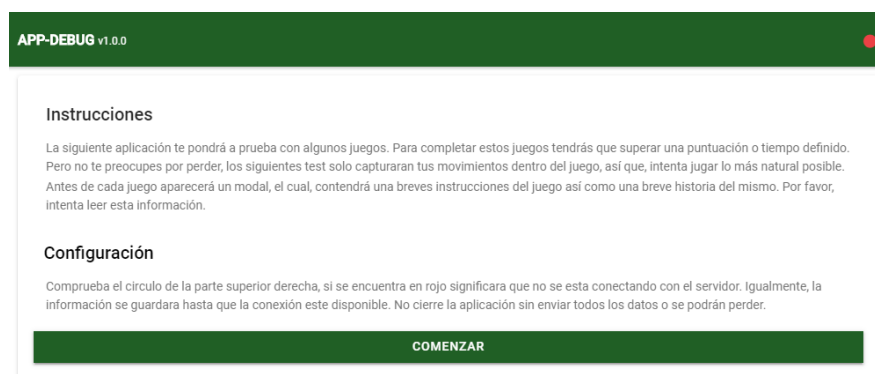 APP-DEBUG v1.0.0
Instrucciones
La siguiente aplicación te pondrá a prueba con algunos juegos. Para completar estos juegos tendrás que superar una puntuación o tiempo definido.
Pero no te preocupes por perder, los siguientes test solo capturaran tus movimientos dentro del juego, así que, intenta jugar lo más natural posible.
Antes de cada juego aparecerá un modal, el cual, contendrá una breves instrucciones del juego así como una breve historia del mismo. Por favor,
intenta leer esta información.
Configuración
Comprueba el circulo de la parte superior derecha, si se encuentra en rojo significara que no se esta conectando con el servidor. Igualmente, la
información se guardara hasta que la conexión este disponible. No cierre la aplicación sin enviar todos los datos o se podrán perder.
COMENZAR